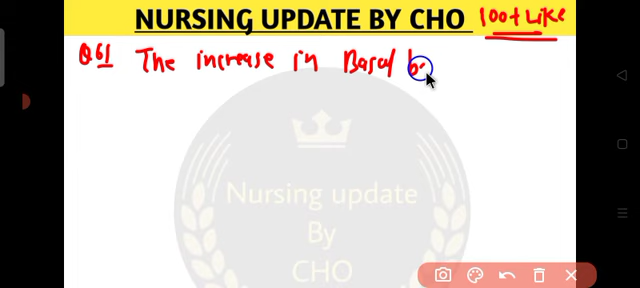 NURSING UPDATE BY CHO 100+ Like
Q61 The increase in Basal b
Nursing update
By
CHO